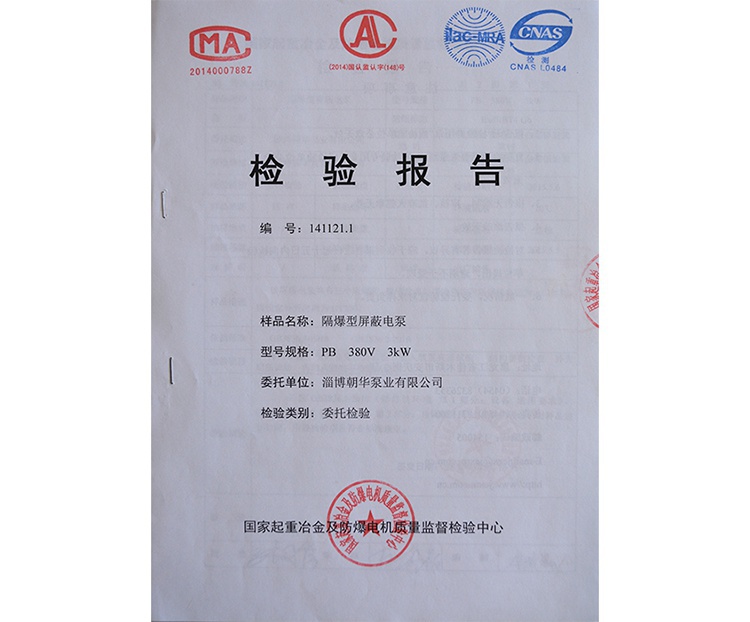 MA
2014000788Z
CAL
(2014)国认监认字(148)号
ilac-MRA
CNAS
检 测
CNAS L0484
检 验 报 告
编 号：141121.1
样品名称：隔爆型屏蔽电泵
型号规格：PB 380V 3kW
委托单位：淄博朝华泵业有限公司
检验类别：委托检验
国家起重冶金及防爆电机质量监督检验中心